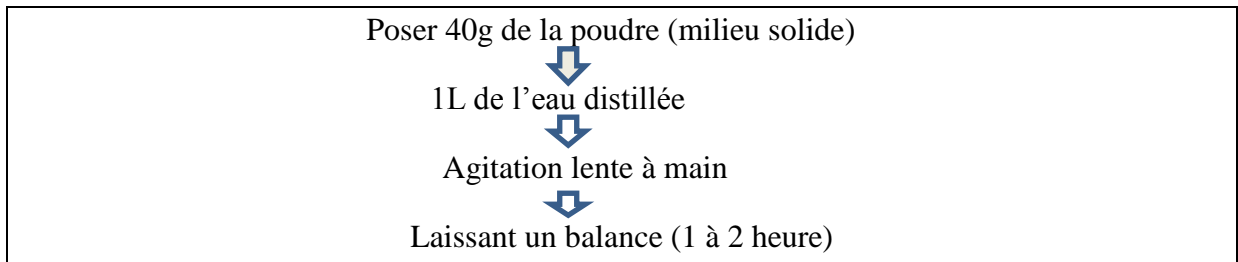 Poser 40g de la poudre (milieu solide)
1L de l’eau distillée
Agitation lente à main
Laissant un balance (1 à 2 heure)